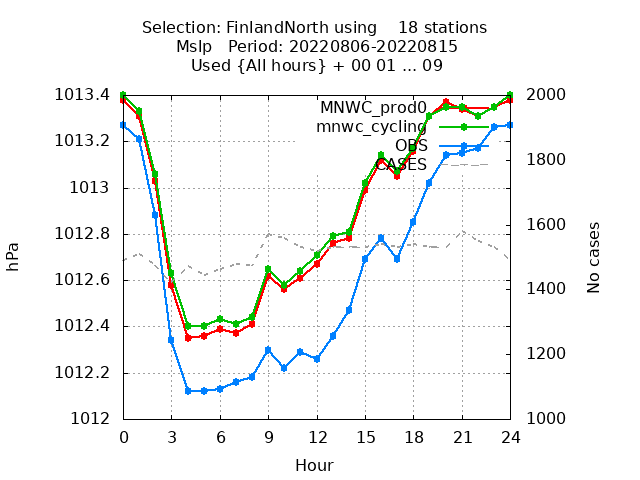 Selection: FinlandNorth using    18 stations
Mslp   Period: 20220806-20220815
Used {All hours} + 00 01 ... 09
MNWC_prod0
mnwc_cycling
OBS
CASES
1013.4
1013.2
1013
1012.8
1012.6
1012.4
1012.2
1012
hPa
2000
1800
1600
1400
1200
1000
No cases
0 3 6 9 12 15 18 21 24
Hour